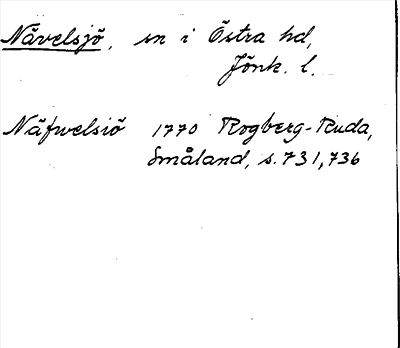 Nävelsjö, sn i Östra hd,
Jönk. l.
Näfwelsiö 1770 Rogberg-Ruda,
Småland, s. 731, 736